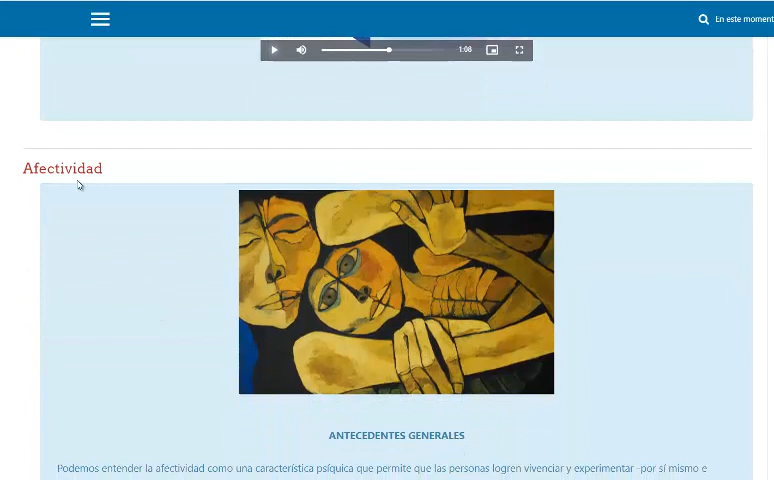 En este moment
1:08
Afectividad
ANTECEDENTES GENERALES
Podemos entender la afectividad como una característica psíquica que permite que las personas logren vivenciar y experimentar -por sí mismo e